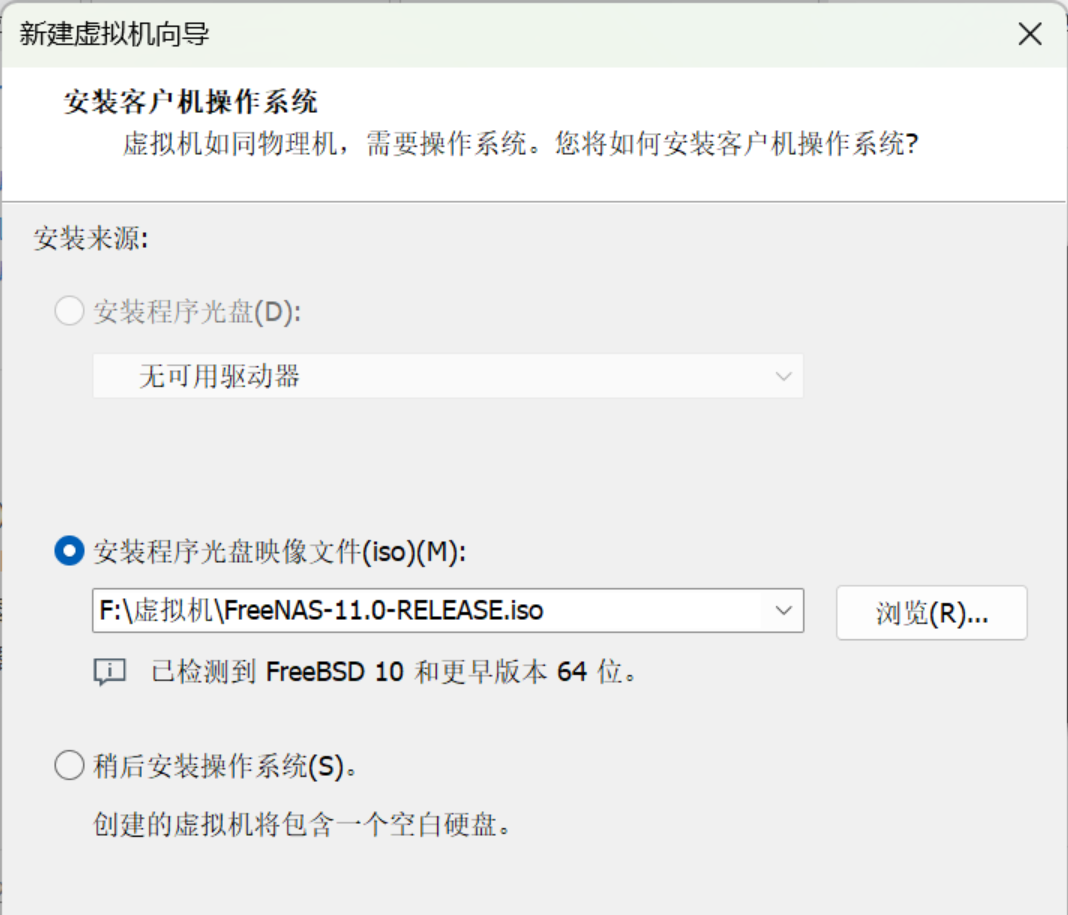 新建虚拟机向导
安装客户机操作系统
虚拟机如同物理机，需要操作系统。您将如何安装客户机操作系统?
安装来源:
安装程序光盘(D):
无可用驱动器
安装程序光盘映像文件(iso)(M):
F:\虚拟机\FreeNAS-11.0-RELEASE.iso
浏览(R)...
已检测到 FreeBSD 10 和更早版本 64 位。
稍后安装操作系统(S)。
创建的虚拟机将包含一个空白硬盘。